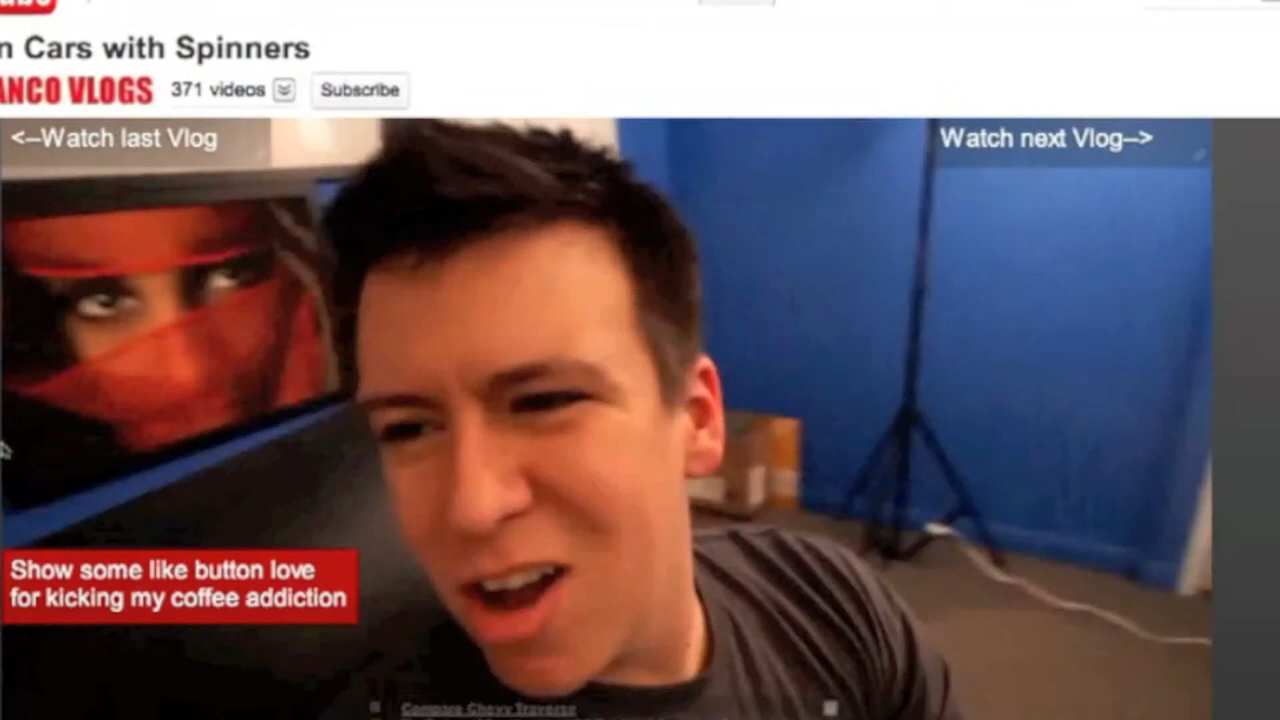 n Cars with Spinners
ANCO VLOGS 371 videos Subscribe
<--Watch last Vlog
Watch next Vlog-->
Show some like button love
for kicking my coffee addiction
Compare Chevy Traverse